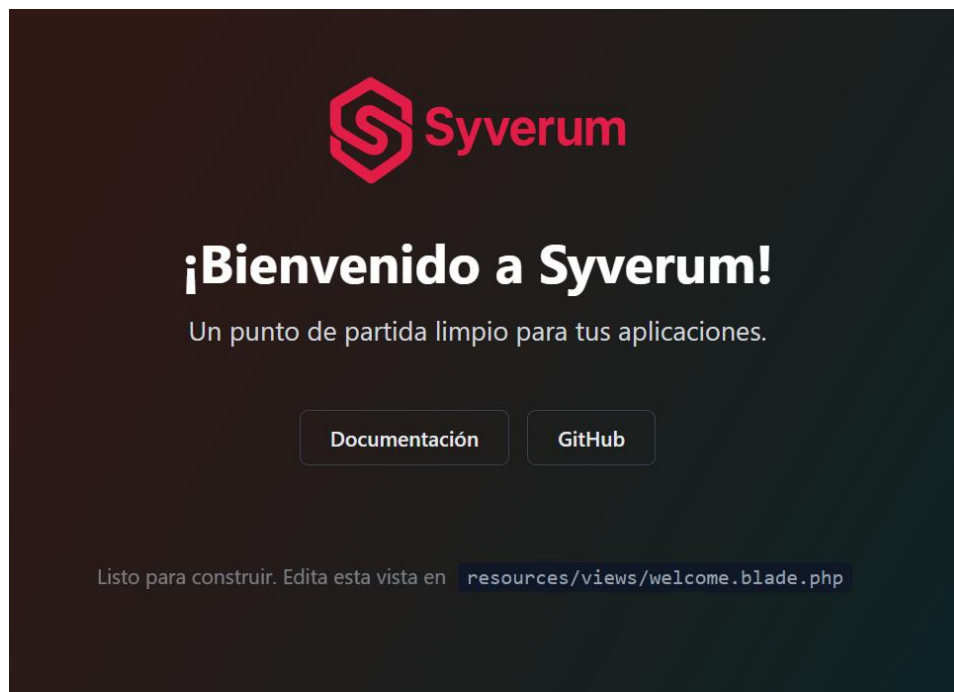 Syverum
¡Bienvenido a Syverum!
Un punto de partida limpio para tus aplicaciones.
Documentación
GitHub
Listo para construir. Edita esta vista en resources/views/welcome.blade.php